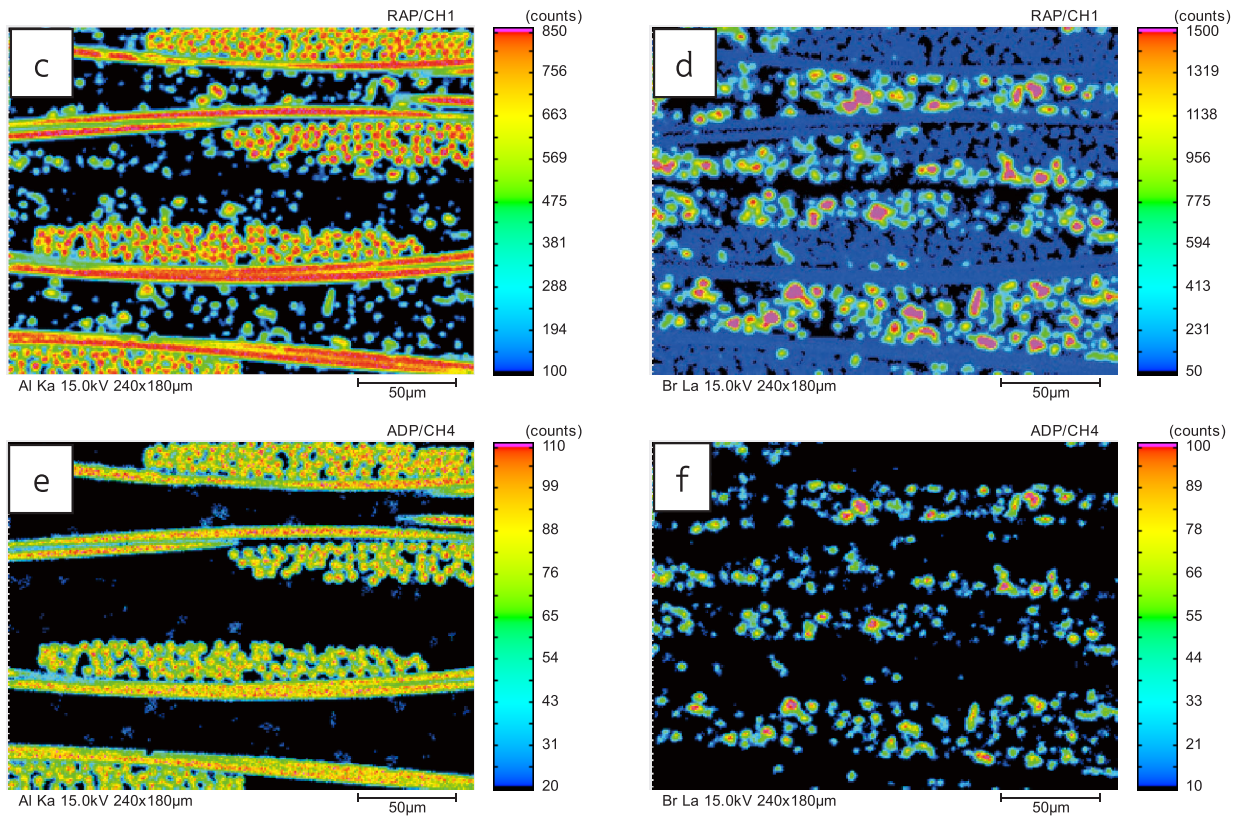 RAP/CH1 (counts)
c
850
756
663
569
475
381
288
194
100
Al Ka 15.0kV 240x180µm
50µm
RAP/CH1 (counts)
d
1500
1319
1138
956
775
594
413
231
50
Br La 15.0kV 240x180µm
50µm
ADP/CH4 (counts)
e
110
99
88
76
65
54
43
31
20
Al Ka 15.0kV 240x180µm
50µm
ADP/CH4 (counts)
f
100
89
78
66
55
44
33
21
10
Br La 15.0kV 240x180µm
50µm